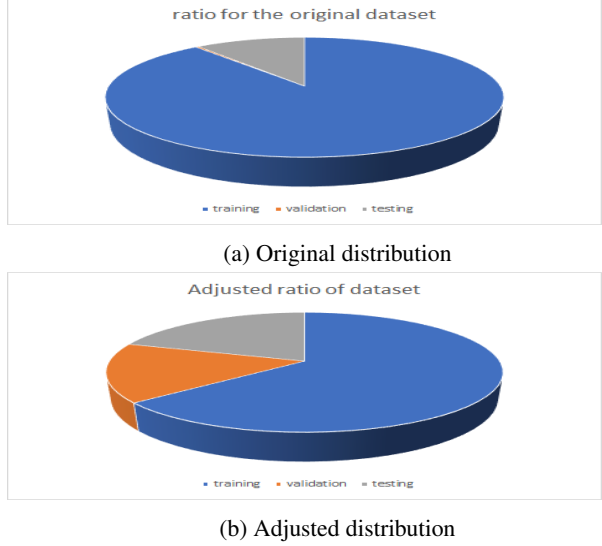 ratio for the original dataset
training validation testing
(a) Original distribution
Adjusted ratio of dataset
training validation testing
(b) Adjusted distribution